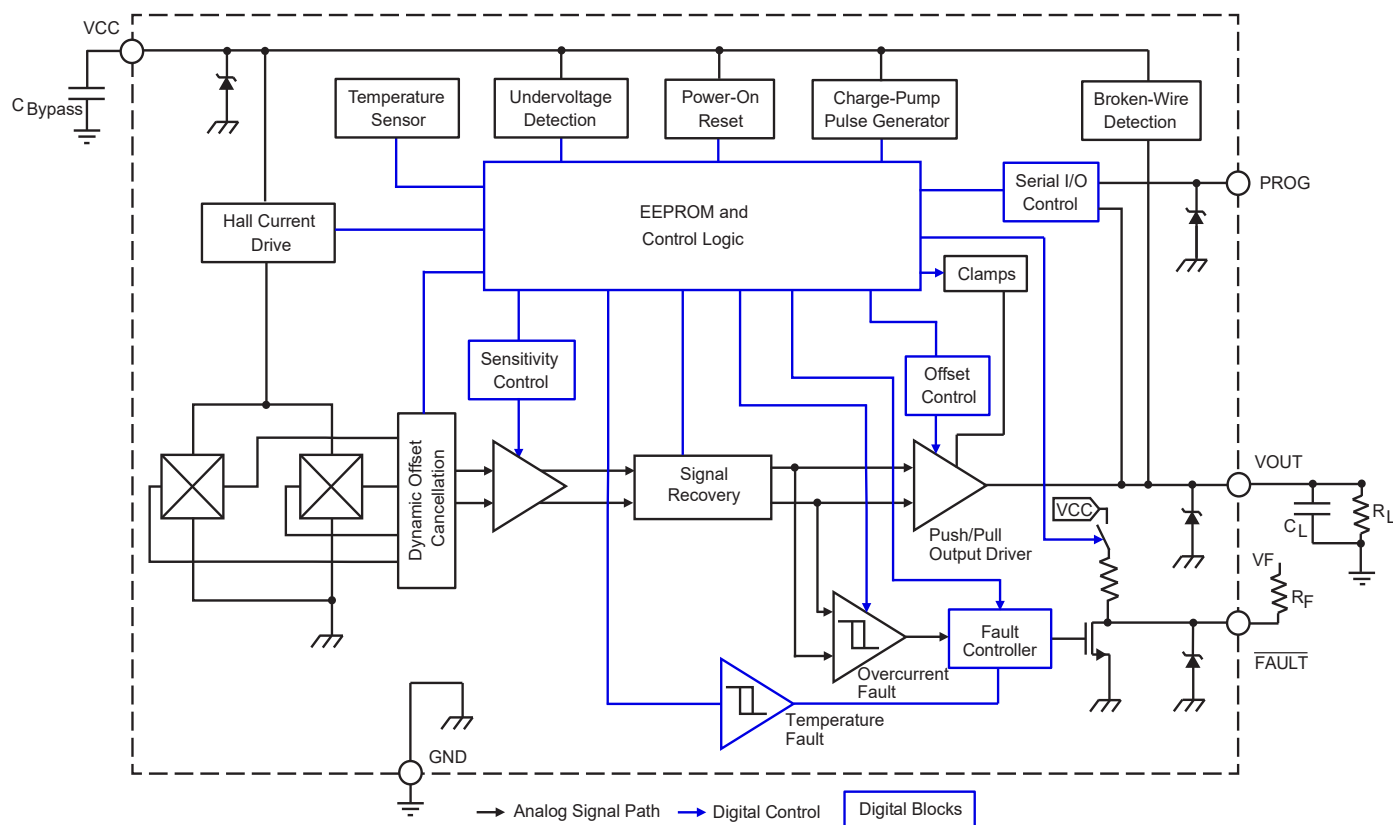 VCC
C Bypass
Temperature
Sensor
Undervoltage
Detection
Power-On
Reset
Charge-Pump
Pulse Generator
Broken-Wire
Detection
EEPROM and
Control Logic
Serial I/O
Control
PROG
Hall Current
Drive
Clamps
Sensitivity
Control
Offset
Control
Dynamic Offset
Cancellation
Signal
Recovery
Push/Pull
Output Driver
VCC
VOUT
CL
RL
VF
RF
FAULT
Fault
Controller
Overcurrent
Fault
Temperature
Fault
GND
Analog Signal Path
Digital Control
Digital Blocks